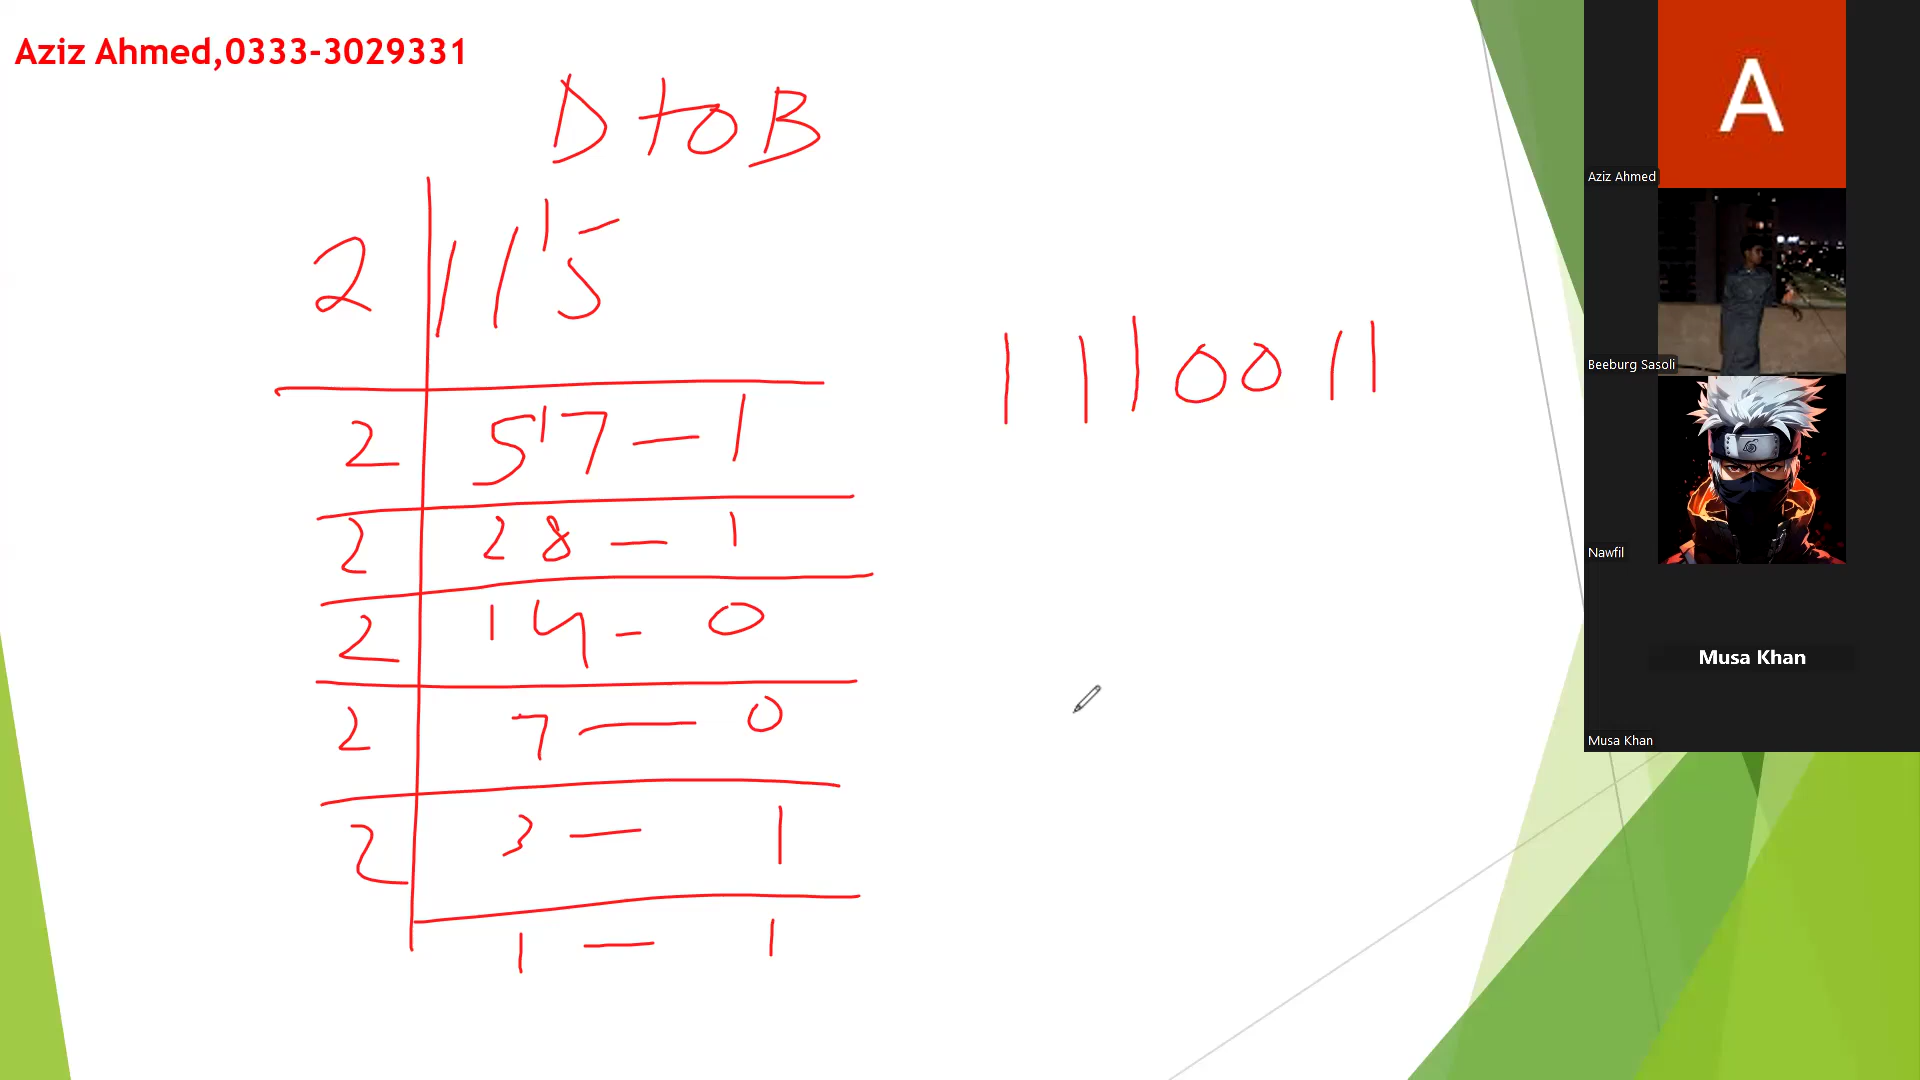 Aziz Ahmed,0333-3029331
D to B
2 115
1110011
2 57 — 1
2 28 — 1
2 14 - 0
2 7 — 0
2 3 — 1
1 — 1
A
Aziz Ahmed
Beeburg Sasoli
Nawfil
Musa Khan
Musa Khan